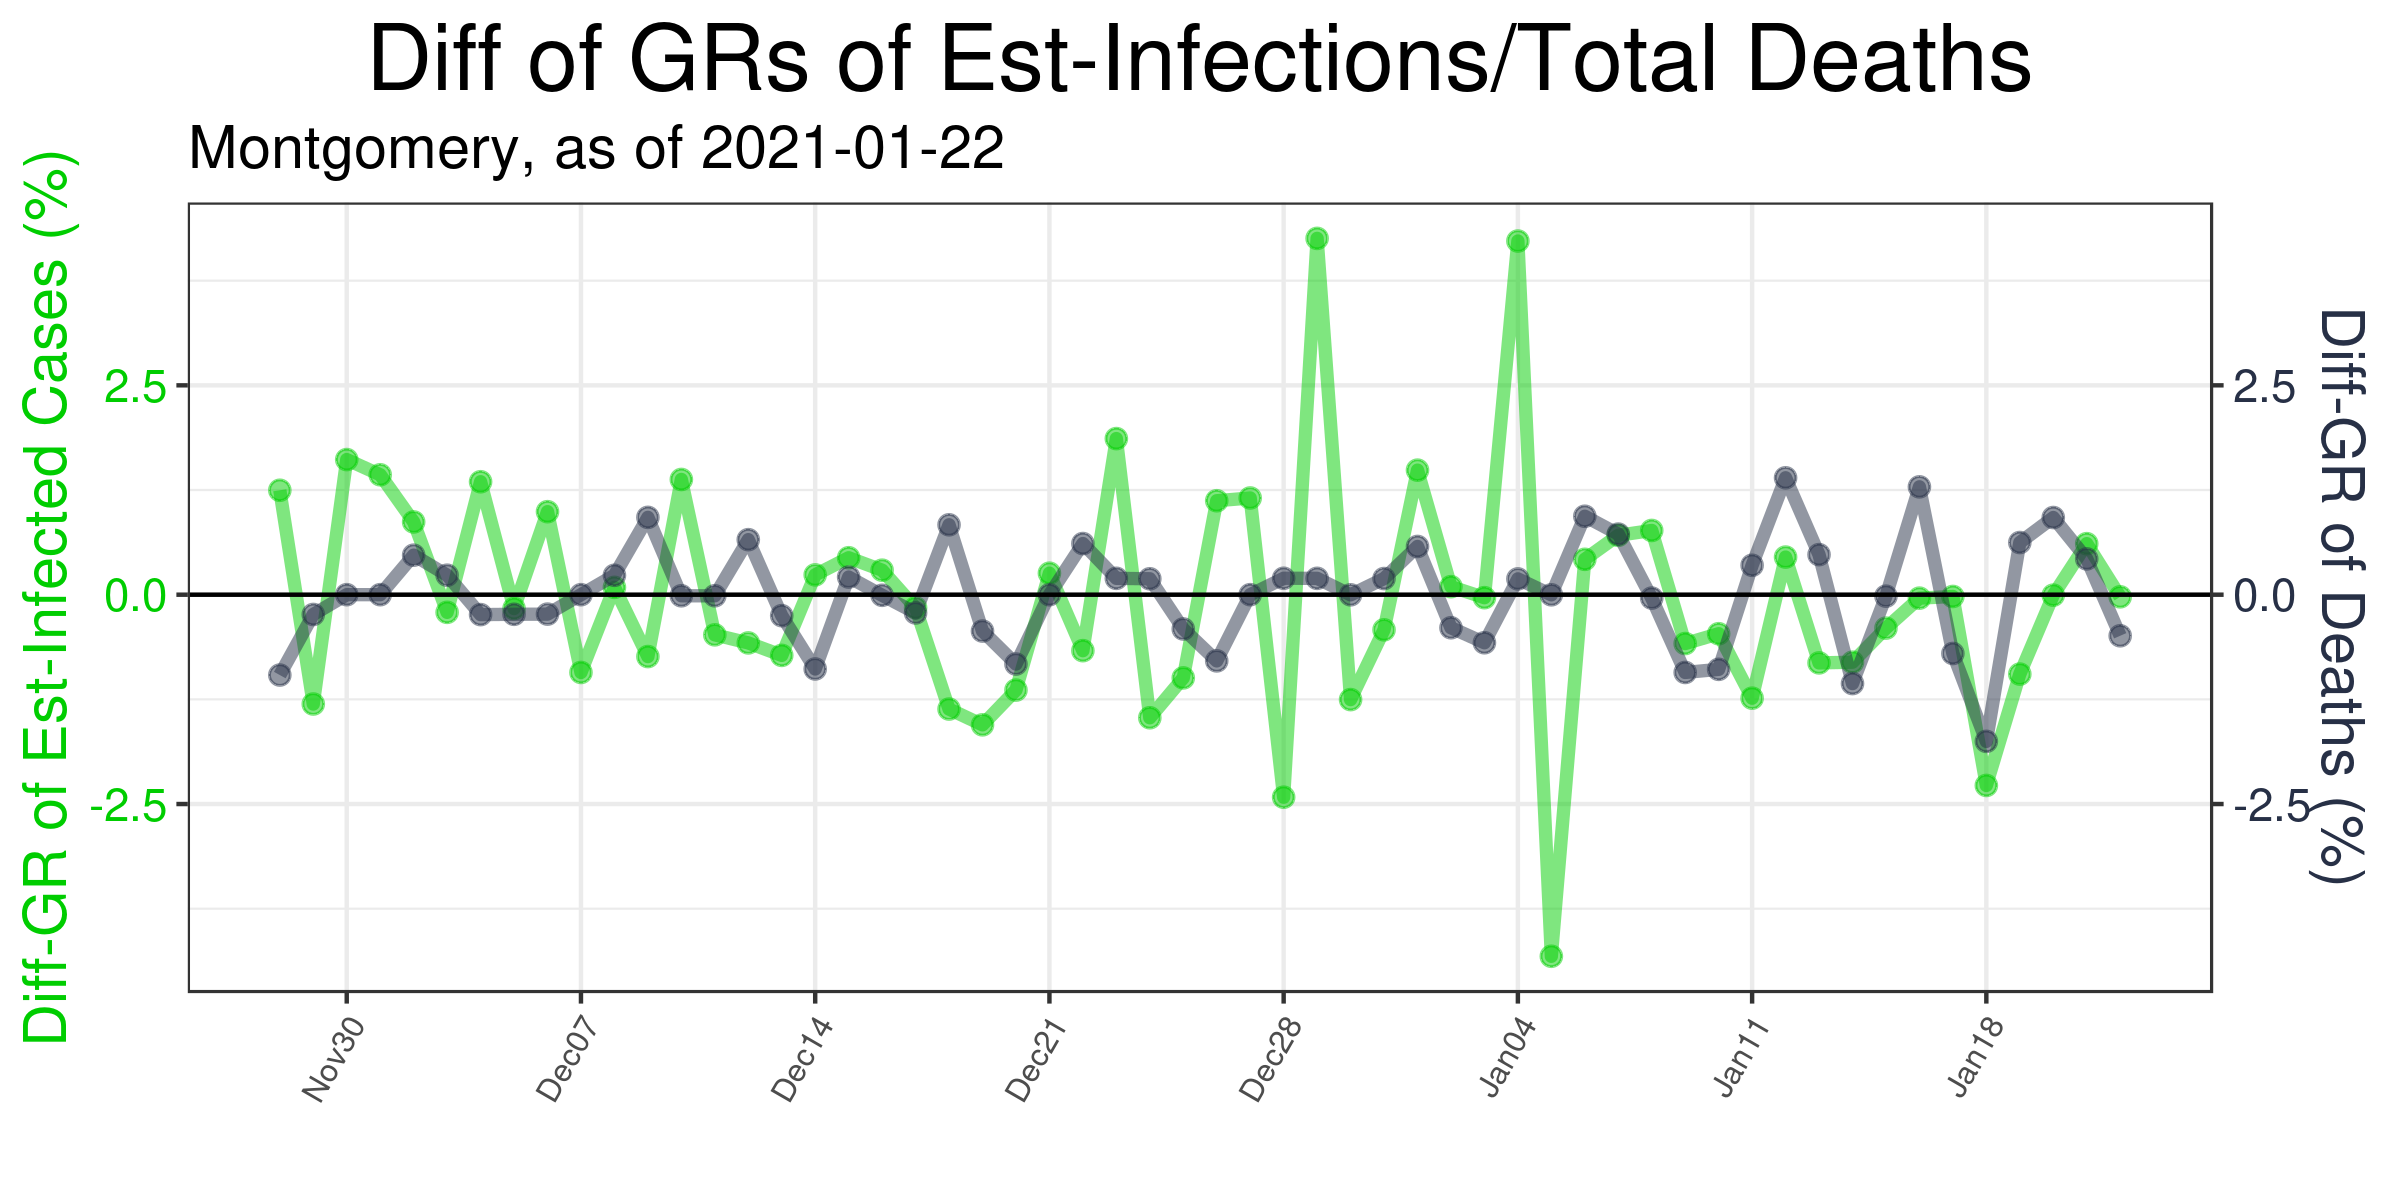 Diff of GRs of Est-Infections/Total Deaths
Montgomery, as of 2021-01-22
Diff-GR of Est-Infected Cases (%)
2.5
0.0
-2.5
2.5
0.0
-2.5
Diff-GR of Deaths (%)
Nov30
Dec07
Dec14
Dec21
Dec28
Jan04
Jan11
Jan18